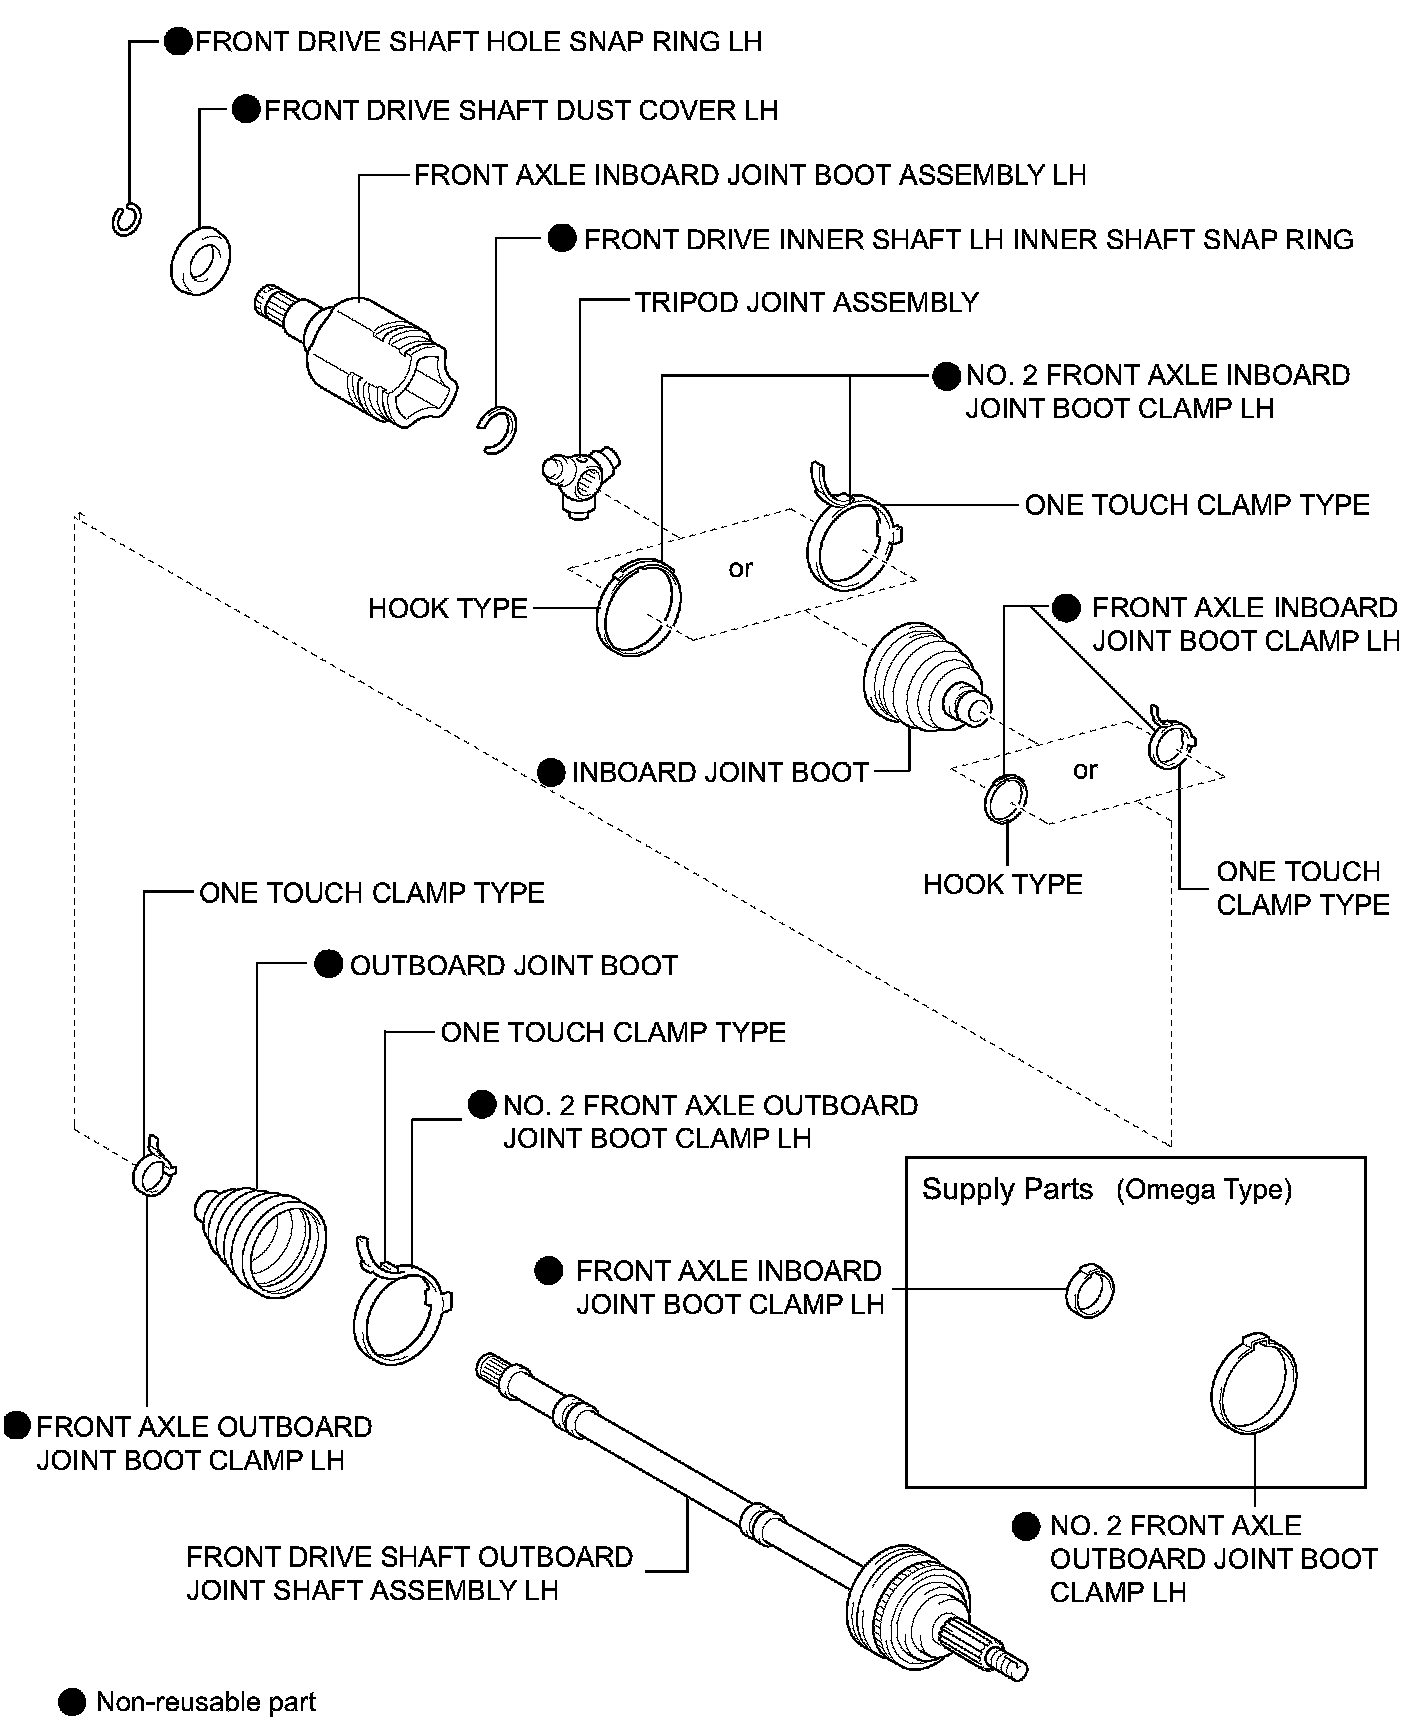 FRONT DRIVE SHAFT HOLE SNAP RING LH
FRONT DRIVE SHAFT DUST COVER LH
FRONT AXLE INBOARD JOINT BOOT ASSEMBLY LH
FRONT DRIVE INNER SHAFT LH INNER SHAFT SNAP RING
TRIPOD JOINT ASSEMBLY
NO. 2 FRONT AXLE INBOARD
JOINT BOOT CLAMP LH
ONE TOUCH CLAMP TYPE
or
HOOK TYPE
FRONT AXLE INBOARD
JOINT BOOT CLAMP LH
INBOARD JOINT BOOT
or
HOOK TYPE
ONE TOUCH
CLAMP TYPE
ONE TOUCH CLAMP TYPE
OUTBOARD JOINT BOOT
ONE TOUCH CLAMP TYPE
NO. 2 FRONT AXLE OUTBOARD
JOINT BOOT CLAMP LH
Supply Parts (Omega Type)
FRONT AXLE INBOARD
JOINT BOOT CLAMP LH
FRONT AXLE OUTBOARD
JOINT BOOT CLAMP LH
NO. 2 FRONT AXLE
OUTBOARD JOINT BOOT
CLAMP LH
FRONT DRIVE SHAFT OUTBOARD
JOINT SHAFT ASSEMBLY LH
Non-reusable part